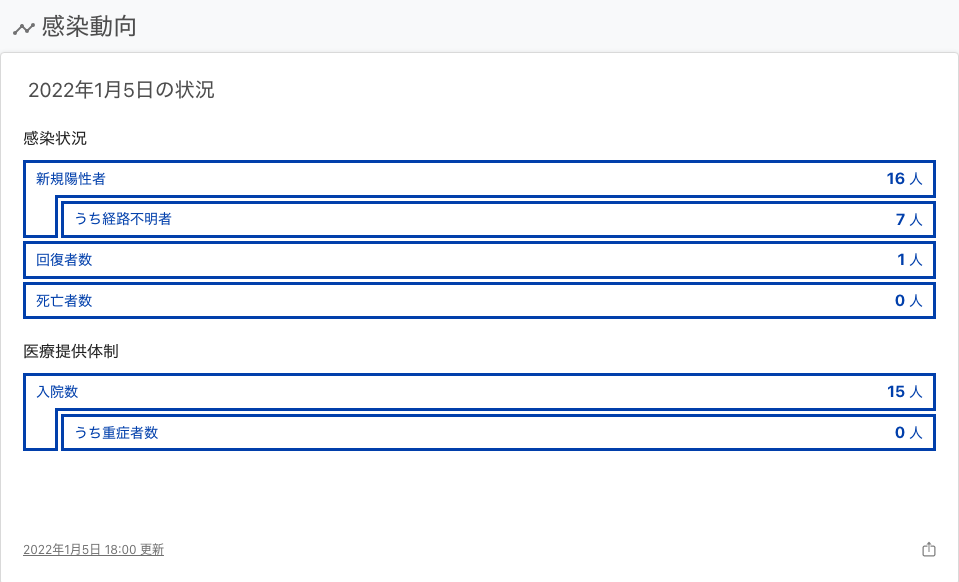 感染動向
2022年1月5日の状況
感染状況
新規陽性者 16 人
うち経路不明者 7 人
回復者数 1 人
死亡者数 0 人
医療提供体制
入院数 15 人
うち重症者数 0 人
2022年1月5日 18:00 更新